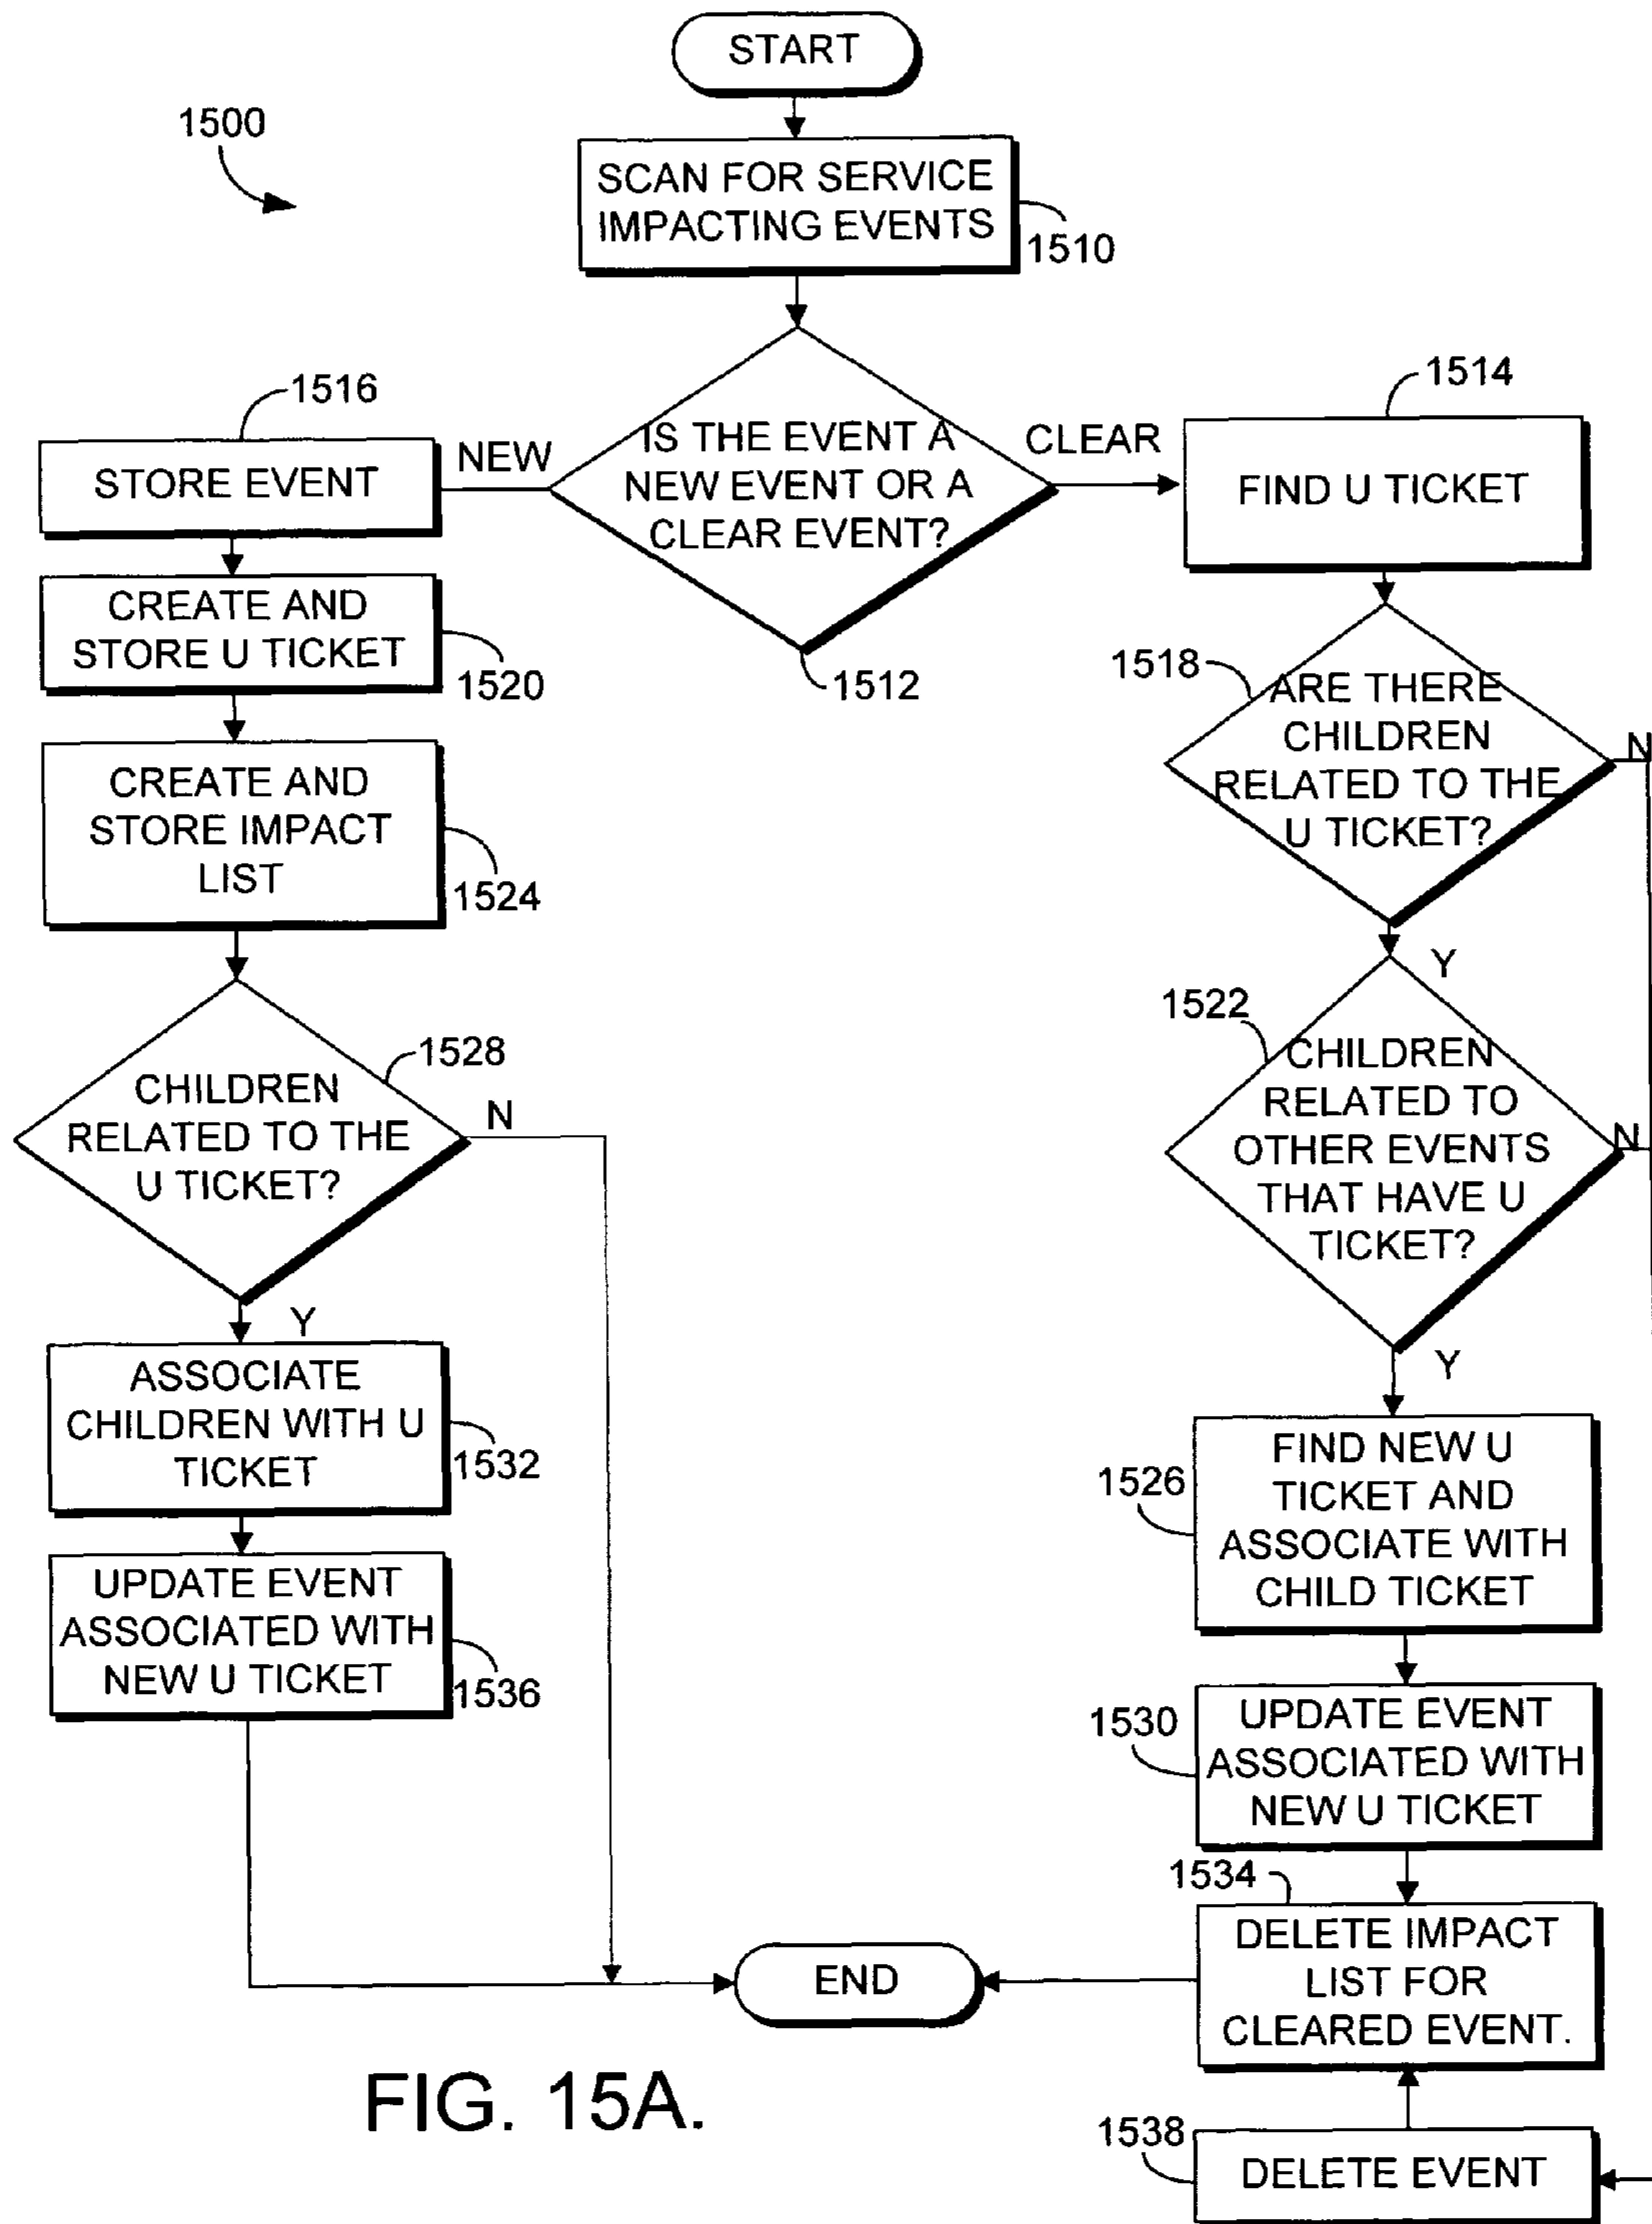 START
1500
SCAN FOR SERVICE
IMPACTING EVENTS
1510
1516
STORE EVENT
NEW
IS THE EVENT A
NEW EVENT OR A
CLEAR EVENT?
CLEAR
1512
1514
FIND U TICKET
CREATE AND
STORE U TICKET
1520
1518
ARE THERE
CHILDREN
RELATED TO THE
U TICKET?
N
Y
CREATE AND
STORE IMPACT
LIST
1524
1522
CHILDREN
RELATED TO
OTHER EVENTS
THAT HAVE U
TICKET?
N
Y
1528
CHILDREN
RELATED TO THE
U TICKET?
N
Y
ASSOCIATE
CHILDREN WITH U
TICKET
1532
1526
FIND NEW U
TICKET AND
ASSOCIATE WITH
CHILD TICKET
UPDATE EVENT
ASSOCIATED WITH
NEW U TICKET
1536
1530
UPDATE EVENT
ASSOCIATED WITH
NEW U TICKET
1534
DELETE IMPACT
LIST FOR
CLEARED EVENT.
END
1538
DELETE EVENT
FIG. 15A.